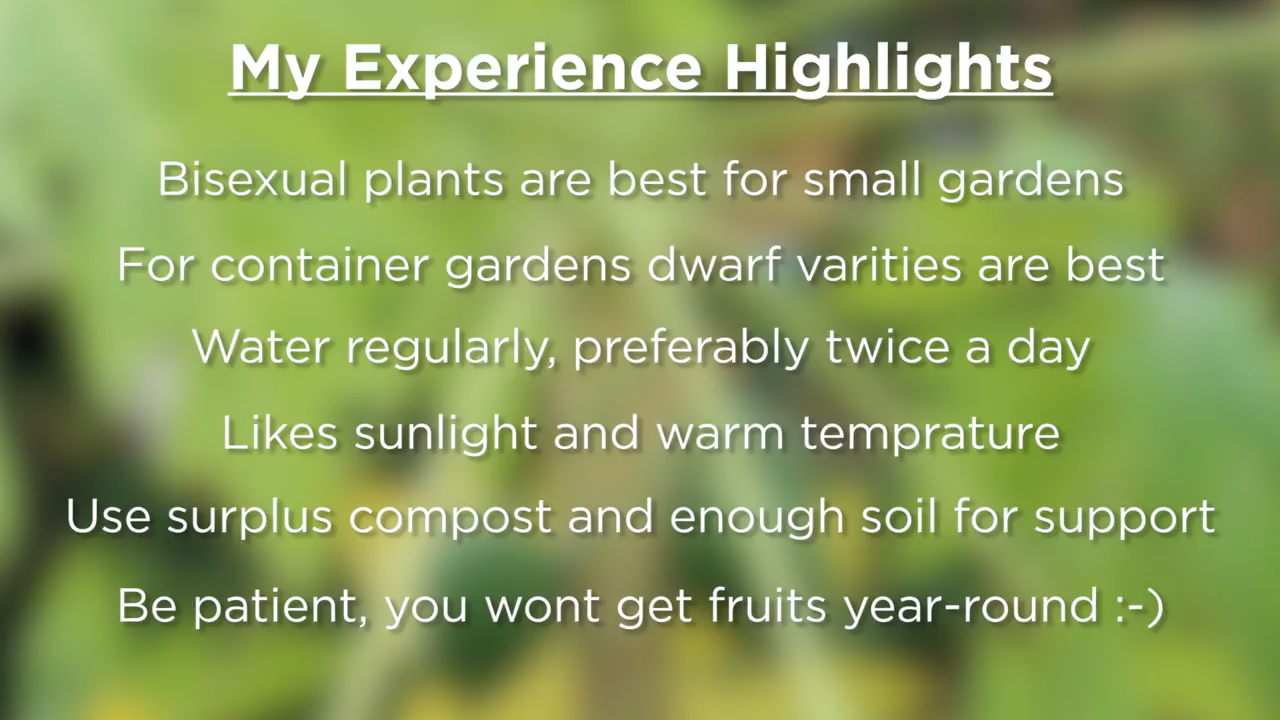 My Experience Highlights
Bisexual plants are best for small gardens
For container gardens dwarf varities are best
Water regularly, preferably twice a day
Likes sunlight and warm temprature
Use surplus compost and enough soil for support
Be patient, you wont get fruits year-round :-)